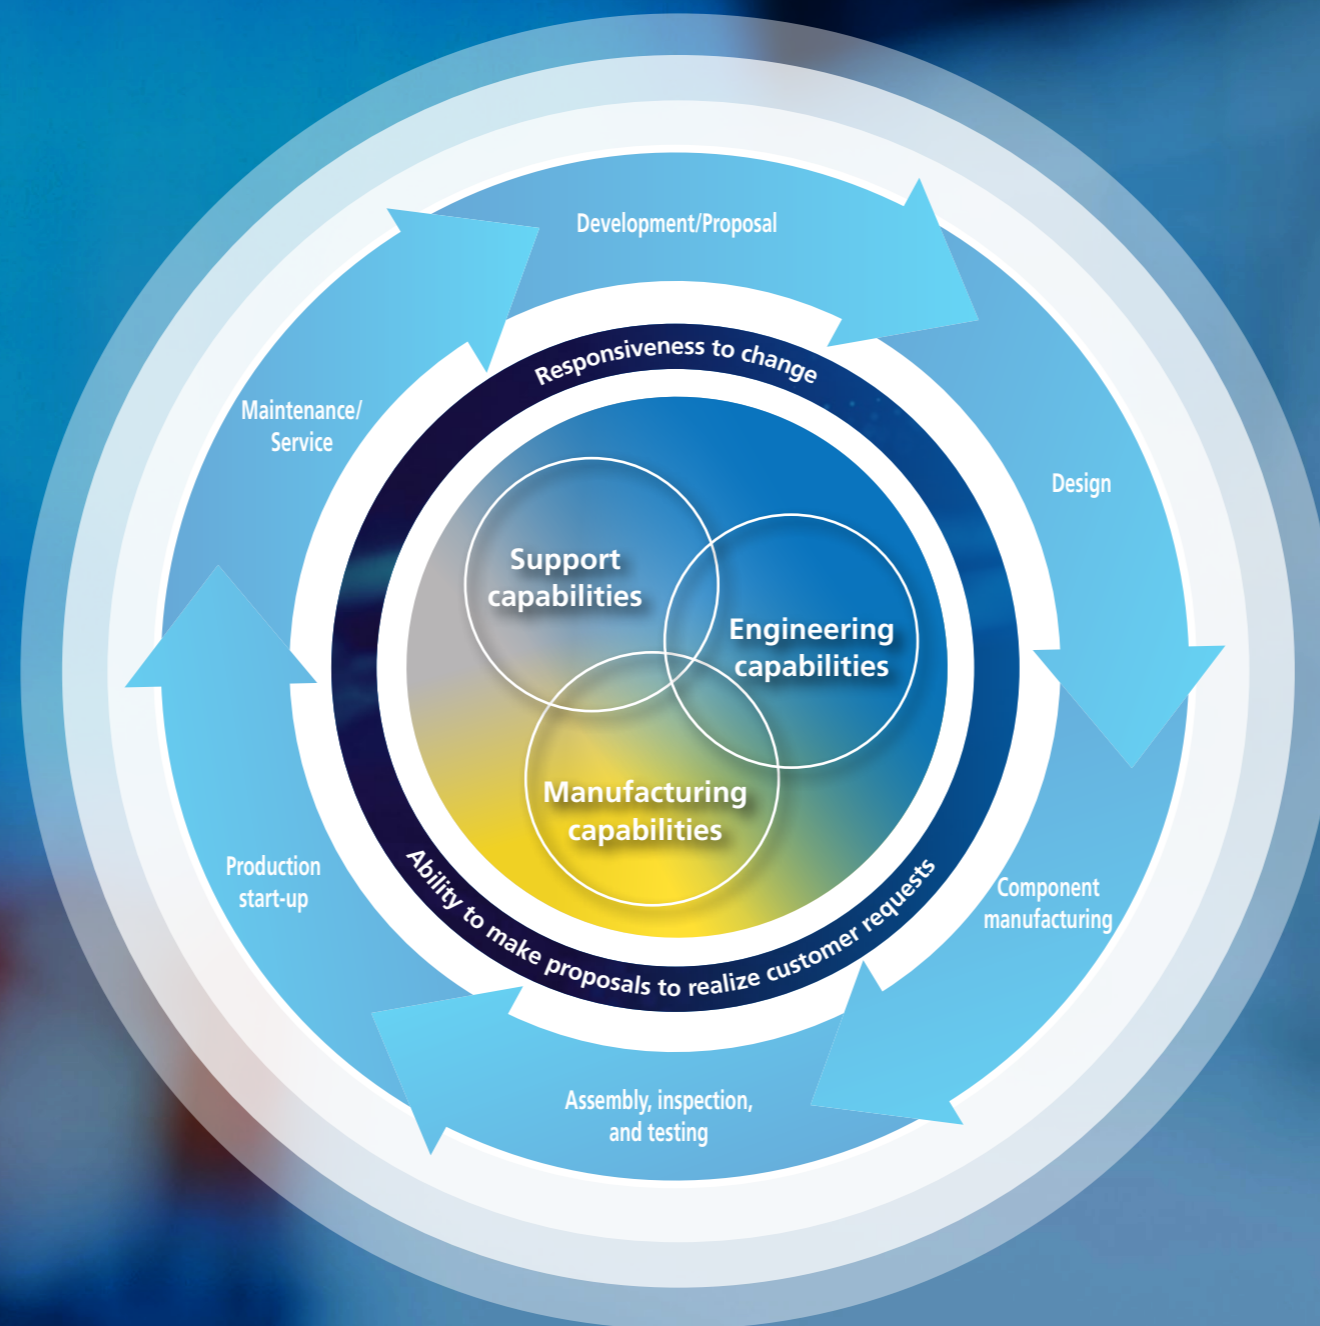 Development/Proposal
Design
Component
manufacturing
Assembly, inspection,
and testing
Production
start-up
Maintenance/
Service
Responsiveness to change
Ability to make proposals to realize customer requests
Support
capabilities
Engineering
capabilities
Manufacturing
capabilities